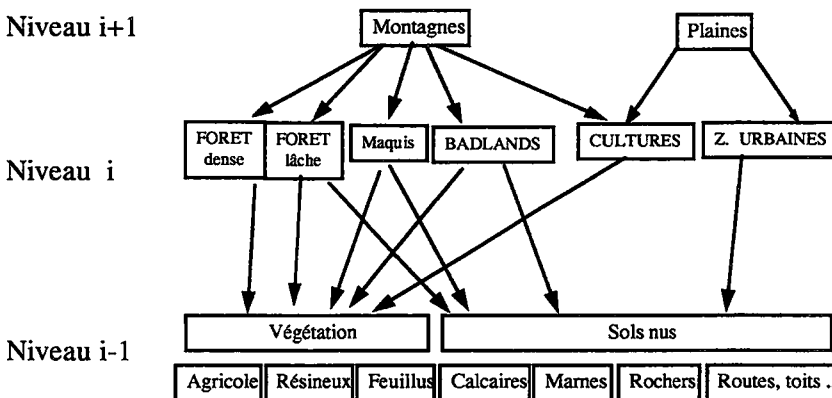 Niveau i+1
Montagnes
Plaines
Niveau i
FORET
dense
FORET
lâche
Maquis
BADLANDS
CULTURES
Z. URBAINES
Niveau i-1
Végétation
Sols nus
Agricole
Résineux
Feuillus
Calcaires
Marnes
Rochers
Routes, toits .